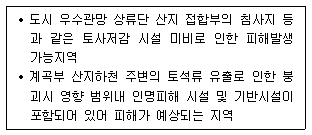 • 도시 우수관망 상류단 산지 접합부의 침사지 등
과 같은 토사저감 시설 미비로 인한 피해발생
가능지역
• 계곡부 산지하천 주변의 토석류 유출로 인한 붕
괴시 영향 범위내 인명피해 시설 및 기반시설이
포함되어 있어 피해가 예상되는 지역